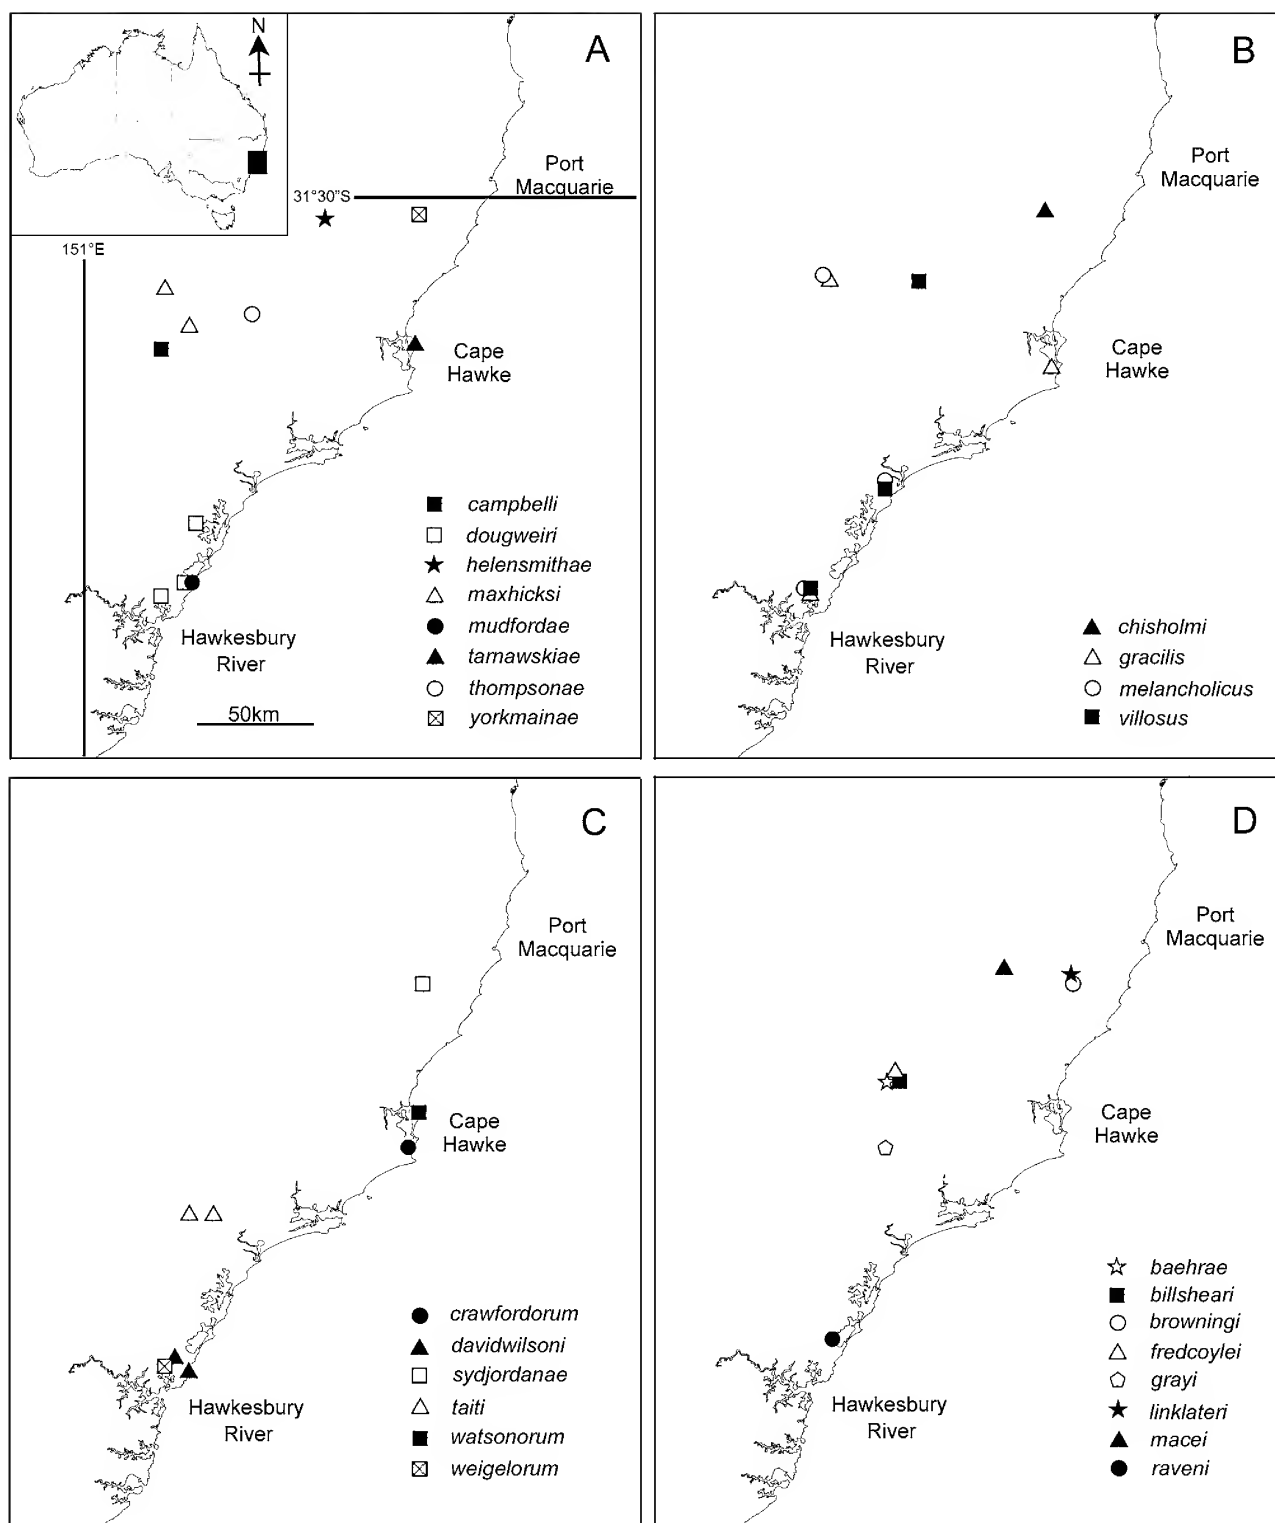 N
A
Port
Macquarie
31°30"S
151°E
Cape
Hawke
campbelli
dougweiri
helensmithae
maxhicksi
mudfordae
tarnawskiae
thompsonae
yorkmainae
Hawkesbury
River
50km
B
Port
Macquarie
Cape
Hawke
Hawkesbury
River
chisholmi
gracilis
melancholicus
villosus
C
Port
Macquarie
Cape
Hawke
crawfordorum
davidwilsoni
sydjordanae
taiti
watsonorum
weigelorum
Hawkesbury
River
D
Port
Macquarie
Cape
Hawke
baehrae
billsheari
browningi
fredcoylei
grayi
linklateri
macei
raveni
Hawkesbury
River